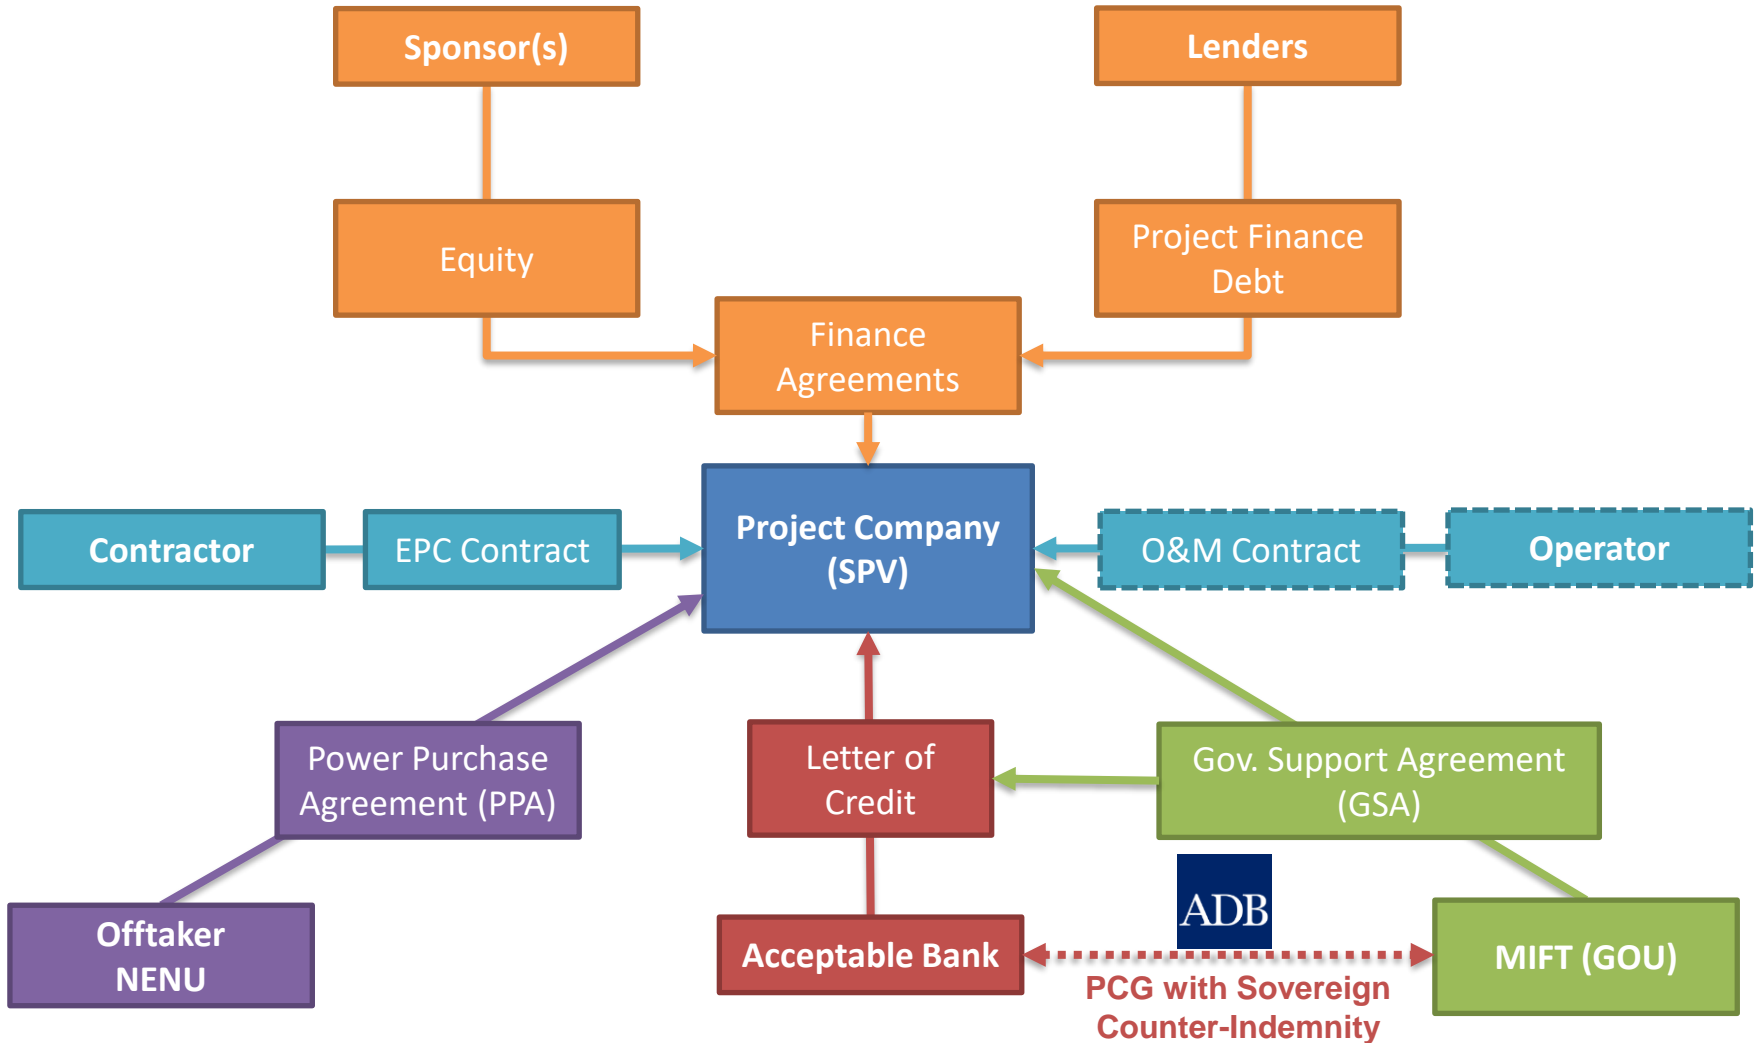 Sponsor(s)
Lenders
Equity
Project Finance
Debt
Finance
Agreements
Contractor
EPC Contract
Project Company
(SPV)
O&M Contract
Operator
Power Purchase
Agreement (PPA)
Letter of
Credit
Gov. Support Agreement
(GSA)
ADB
Offtaker
NENU
Acceptable Bank
PCG with Sovereign
Counter-Indemnity
MIFT (GOU)